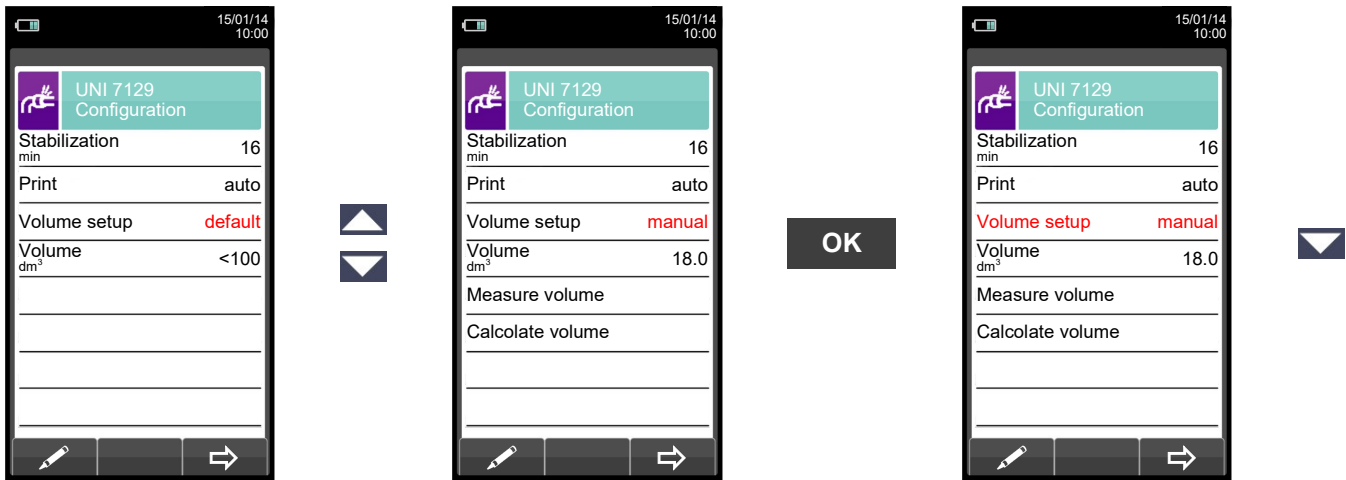 15/01/14
10:00
UNI 7129
Configuration
Stabilization
min
16
Print auto
Volume setup default
Volume
dm³
<100
15/01/14
10:00
UNI 7129
Configuration
Stabilization
min
16
Print auto
Volume setup manual
Volume
dm³
18.0
Measure volume
Calcolate volume
OK
15/01/14
10:00
UNI 7129
Configuration
Stabilization
min
16
Print auto
Volume setup manual
Volume
dm³
18.0
Measure volume
Calcolate volume